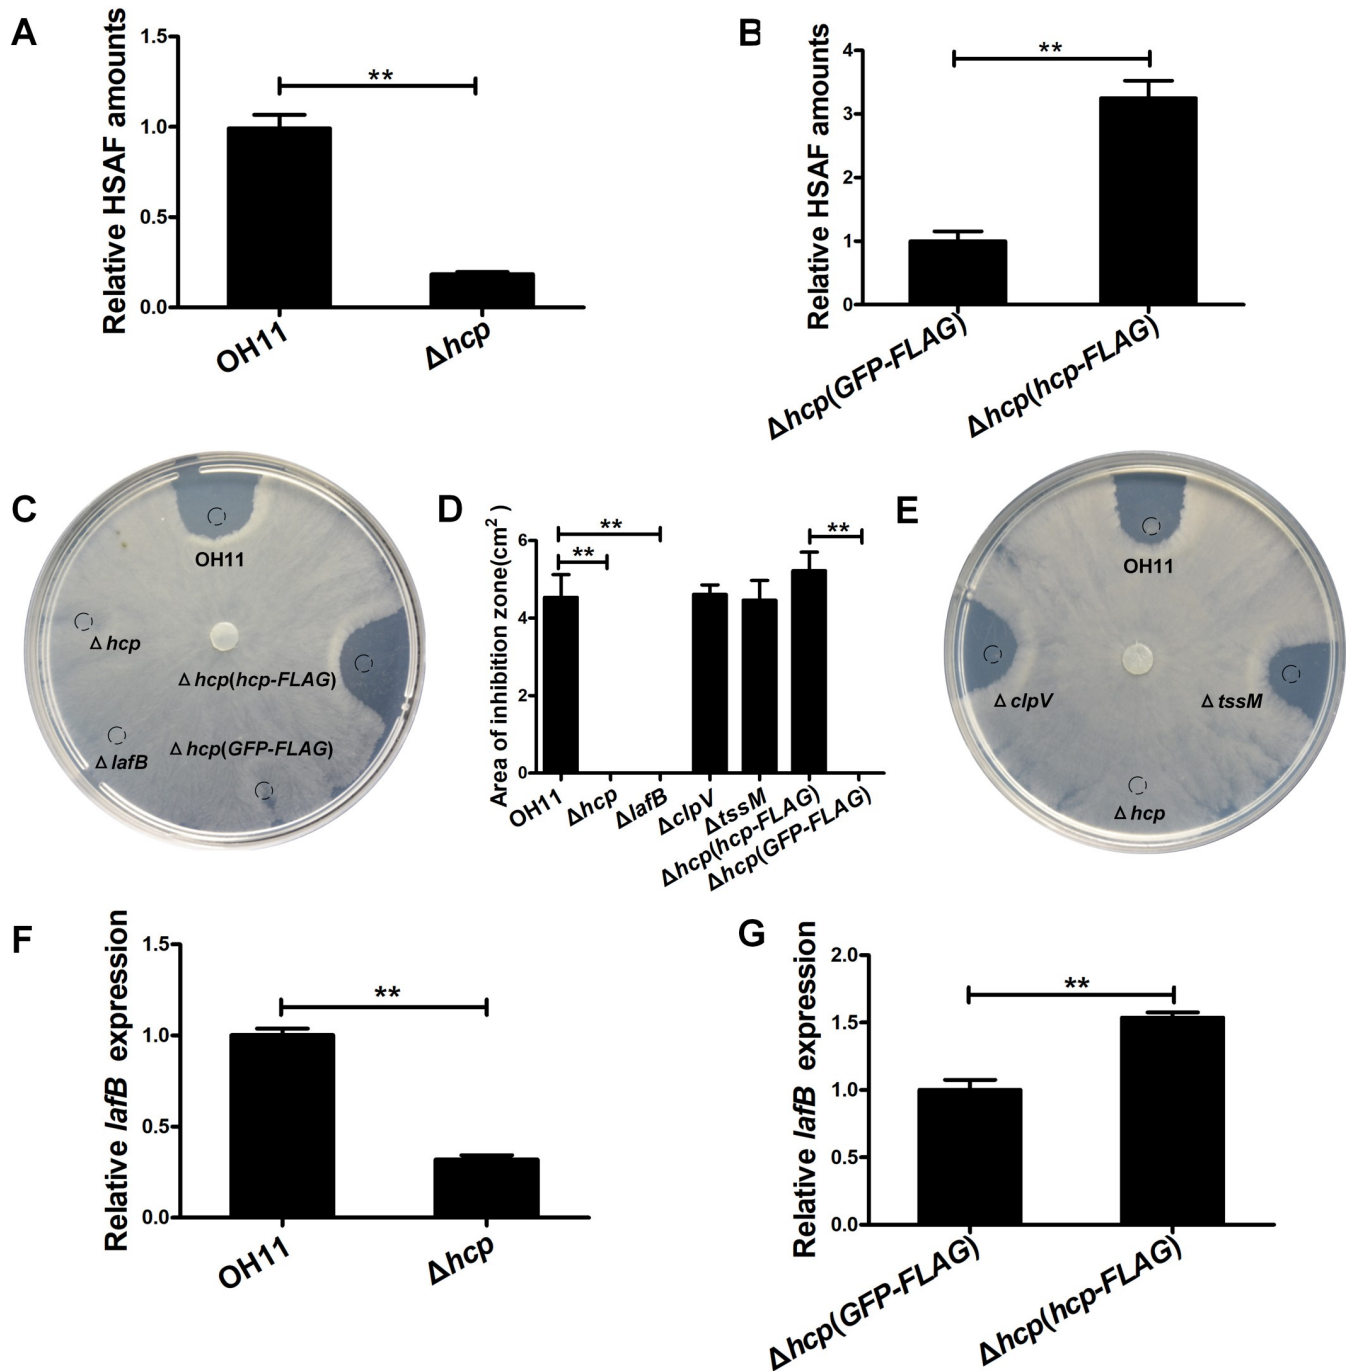 A
Relative HSAF amounts
1.5
1.0
0.5
0.0
**
OH11
Δhcp
B
Relative HSAF amounts
4
3
2
1
0
**
Δhcp(GFP-FLAG)
Δhcp(hcp-FLAG)
C
OH11
Δ hcp
Δ hcp(hcp-FLAG)
Δ lafB
Δ hcp(GFP-FLAG)
D
Area of inhibition zone(cm²)
6
4
2
0
**
**
**
OH11
Δhcp
ΔlafB
ΔclpV
ΔtssM
Δhcp(hcp-FLAG)
Δhcp(GFP-FLAG)
E
OH11
Δ clpV
Δ tssM
Δ hcp
F
Relative lafB expression
1.5
1.0
0.5
0.0
**
OH11
Δhcp
G
Relative lafB expression
2.0
1.5
1.0
0.5
0.0
**
Δhcp(GFP-FLAG)
Δhcp(hcp-FLAG)